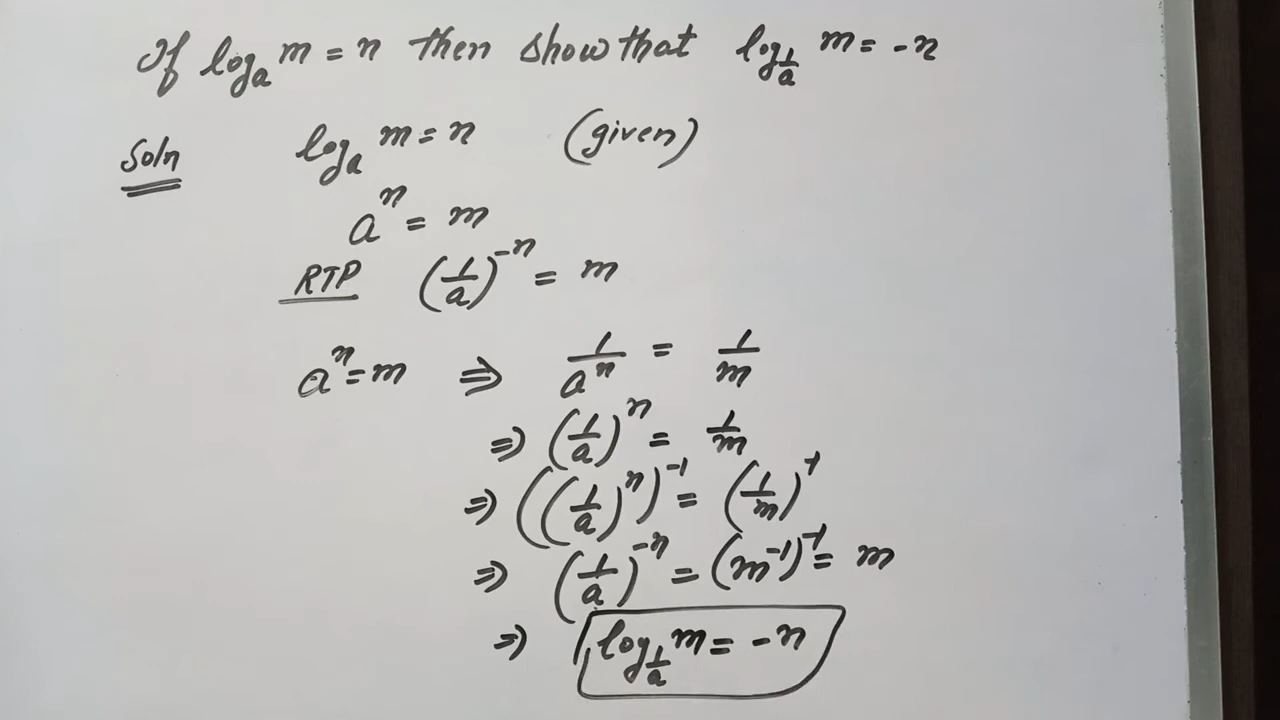 If log_a m = n then show that log_{1/a} m = -n
Soln log_a m = n (given)
a^n = m
RTP (1/a)^{-n} = m
a^n = m ⇒ 1/a^n = 1/m
⇒ (1/a)^n = 1/m
⇒ ((1/a)^n)^{-1} = (1/m)^{-1}
⇒ (1/a)^{-n} = (m^{-1})^{-1} = m
⇒ log_{1/a} m = -n